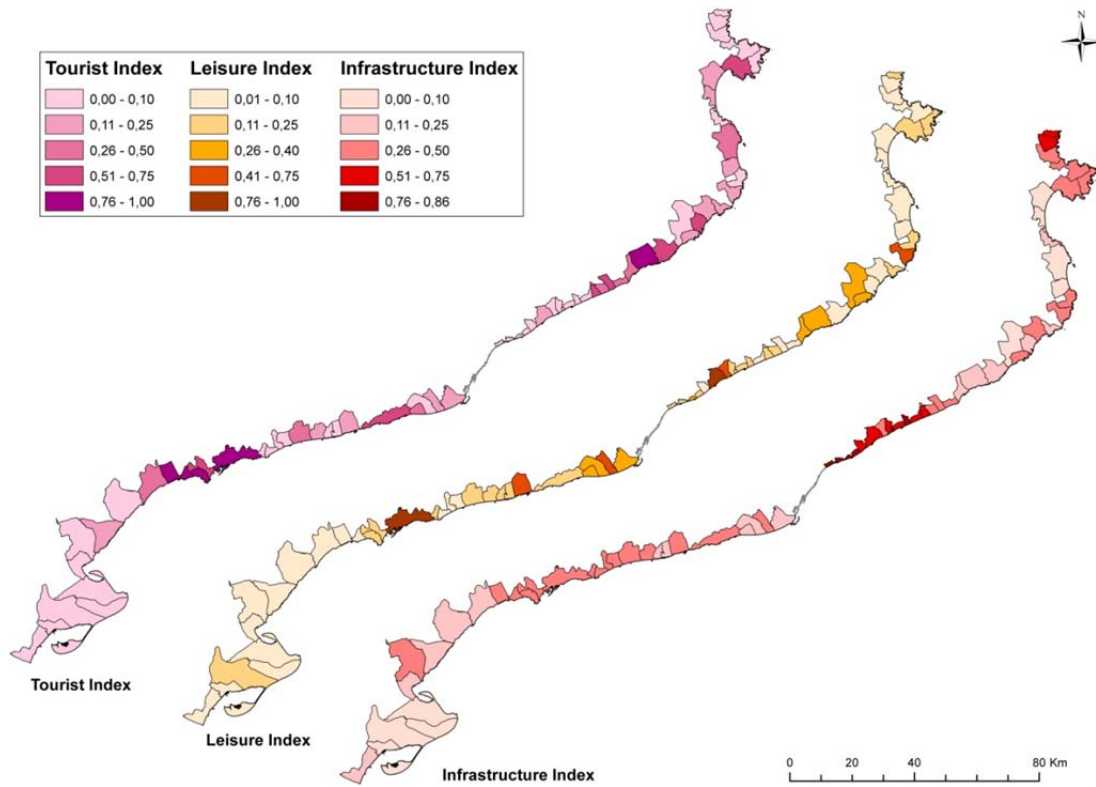 N
Tourist Index Leisure Index Infrastructure Index
0,00 - 0,10 0,01 - 0,10 0,00 - 0,10
0,11 - 0,25 0,11 - 0,25 0,11 - 0,25
0,26 - 0,50 0,26 - 0,40 0,26 - 0,50
0,51 - 0,75 0,41 - 0,75 0,51 - 0,75
0,76 - 1,00 0,76 - 1,00 0,76 - 0,86
Tourist Index
Leisure Index
Infrastructure Index
0 20 40 80 Km